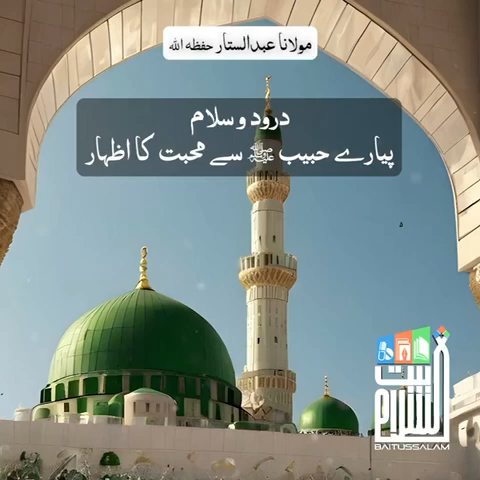 مولانا عبدالستار حفظہ اللہ
درود و سلام
پیارے حبیب ﷺ سے محبت کا اظہار
بیت السلام
BAITUSSALAM